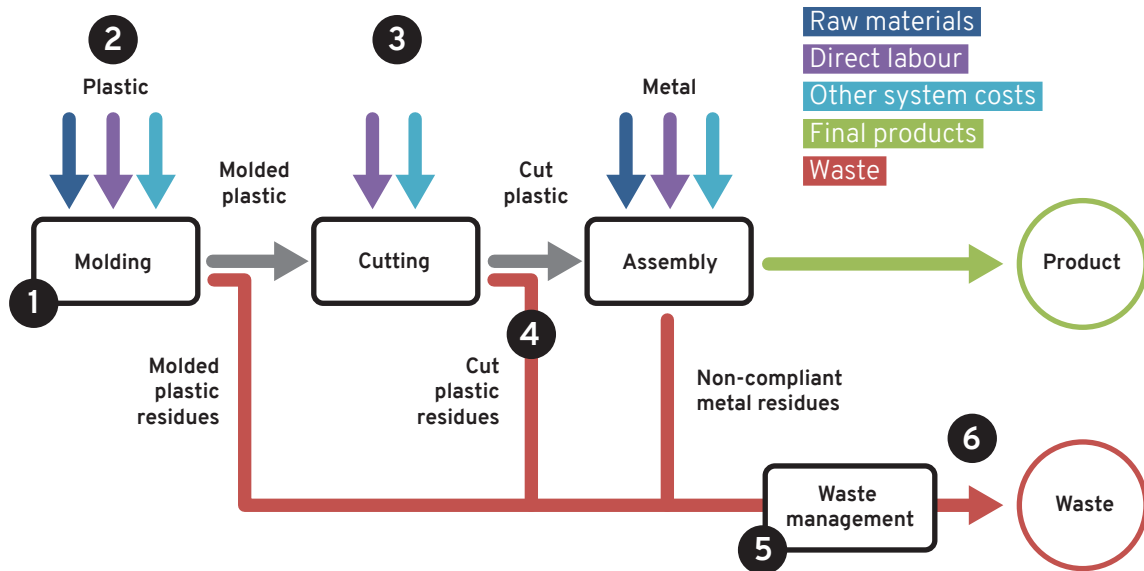 2
3
Raw materials
Direct labour
Other system costs
Final products
Waste
Plastic
Metal
Molded
plastic
Cut
plastic
Molding
Cutting
Assembly
Product
1
4
Molded
plastic
residues
Cut
plastic
residues
Non-compliant
metal residues
6
Waste
management
Waste
5